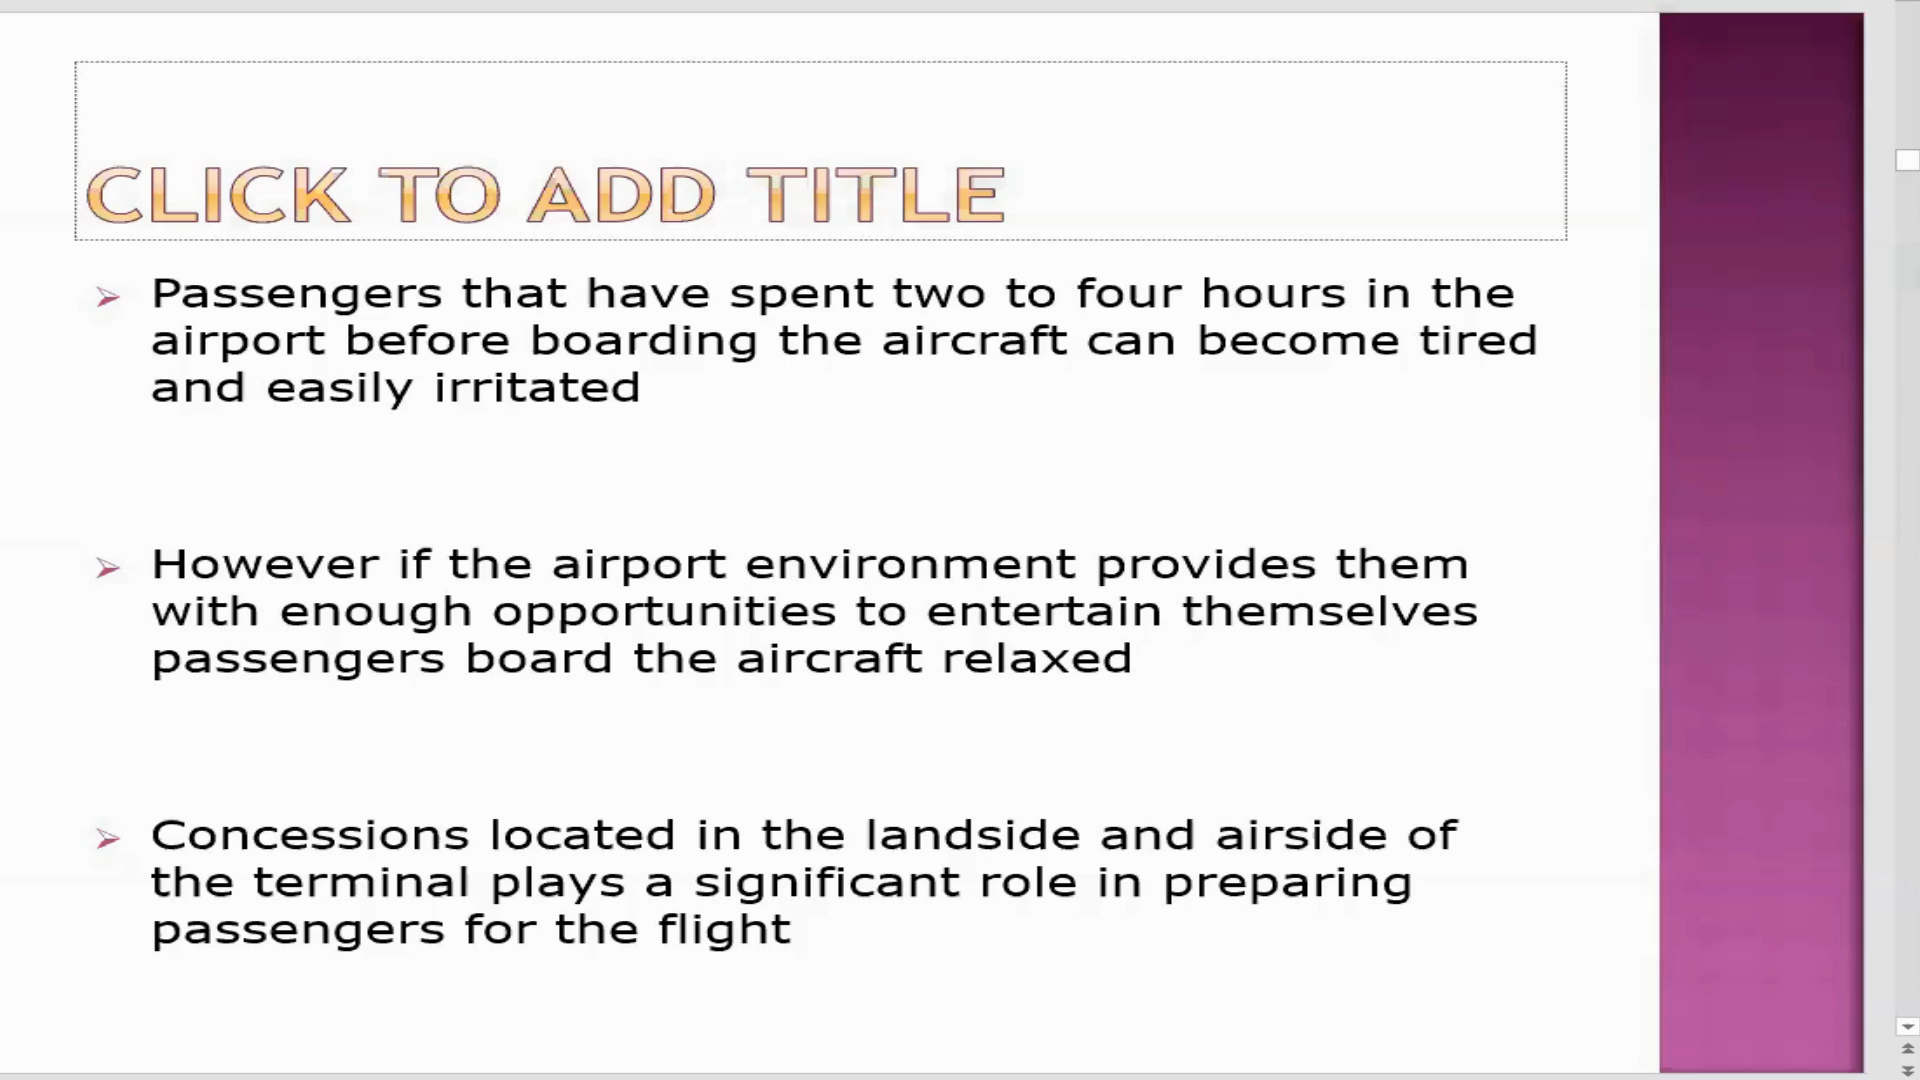 CLICK TO ADD TITLE
Passengers that have spent two to four hours in the
airport before boarding the aircraft can become tired
and easily irritated
However if the airport environment provides them
with enough opportunities to entertain themselves
passengers board the aircraft relaxed
Concessions located in the landside and airside of
the terminal plays a significant role in preparing
passengers for the flight